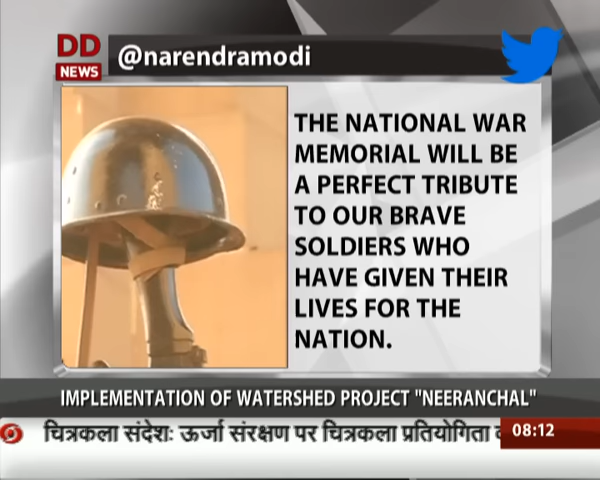 DD
NEWS
@narendramodi
THE NATIONAL WAR
MEMORIAL WILL BE
A PERFECT TRIBUTE
TO OUR BRAVE
SOLDIERS WHO
HAVE GIVEN THEIR
LIVES FOR THE
NATION.
IMPLEMENTATION OF WATERSHED PROJECT "NEERANCHAL"
चित्रकला संदेशः ऊर्जा संरक्षण पर चित्रकला प्रतियोगिता
08:12